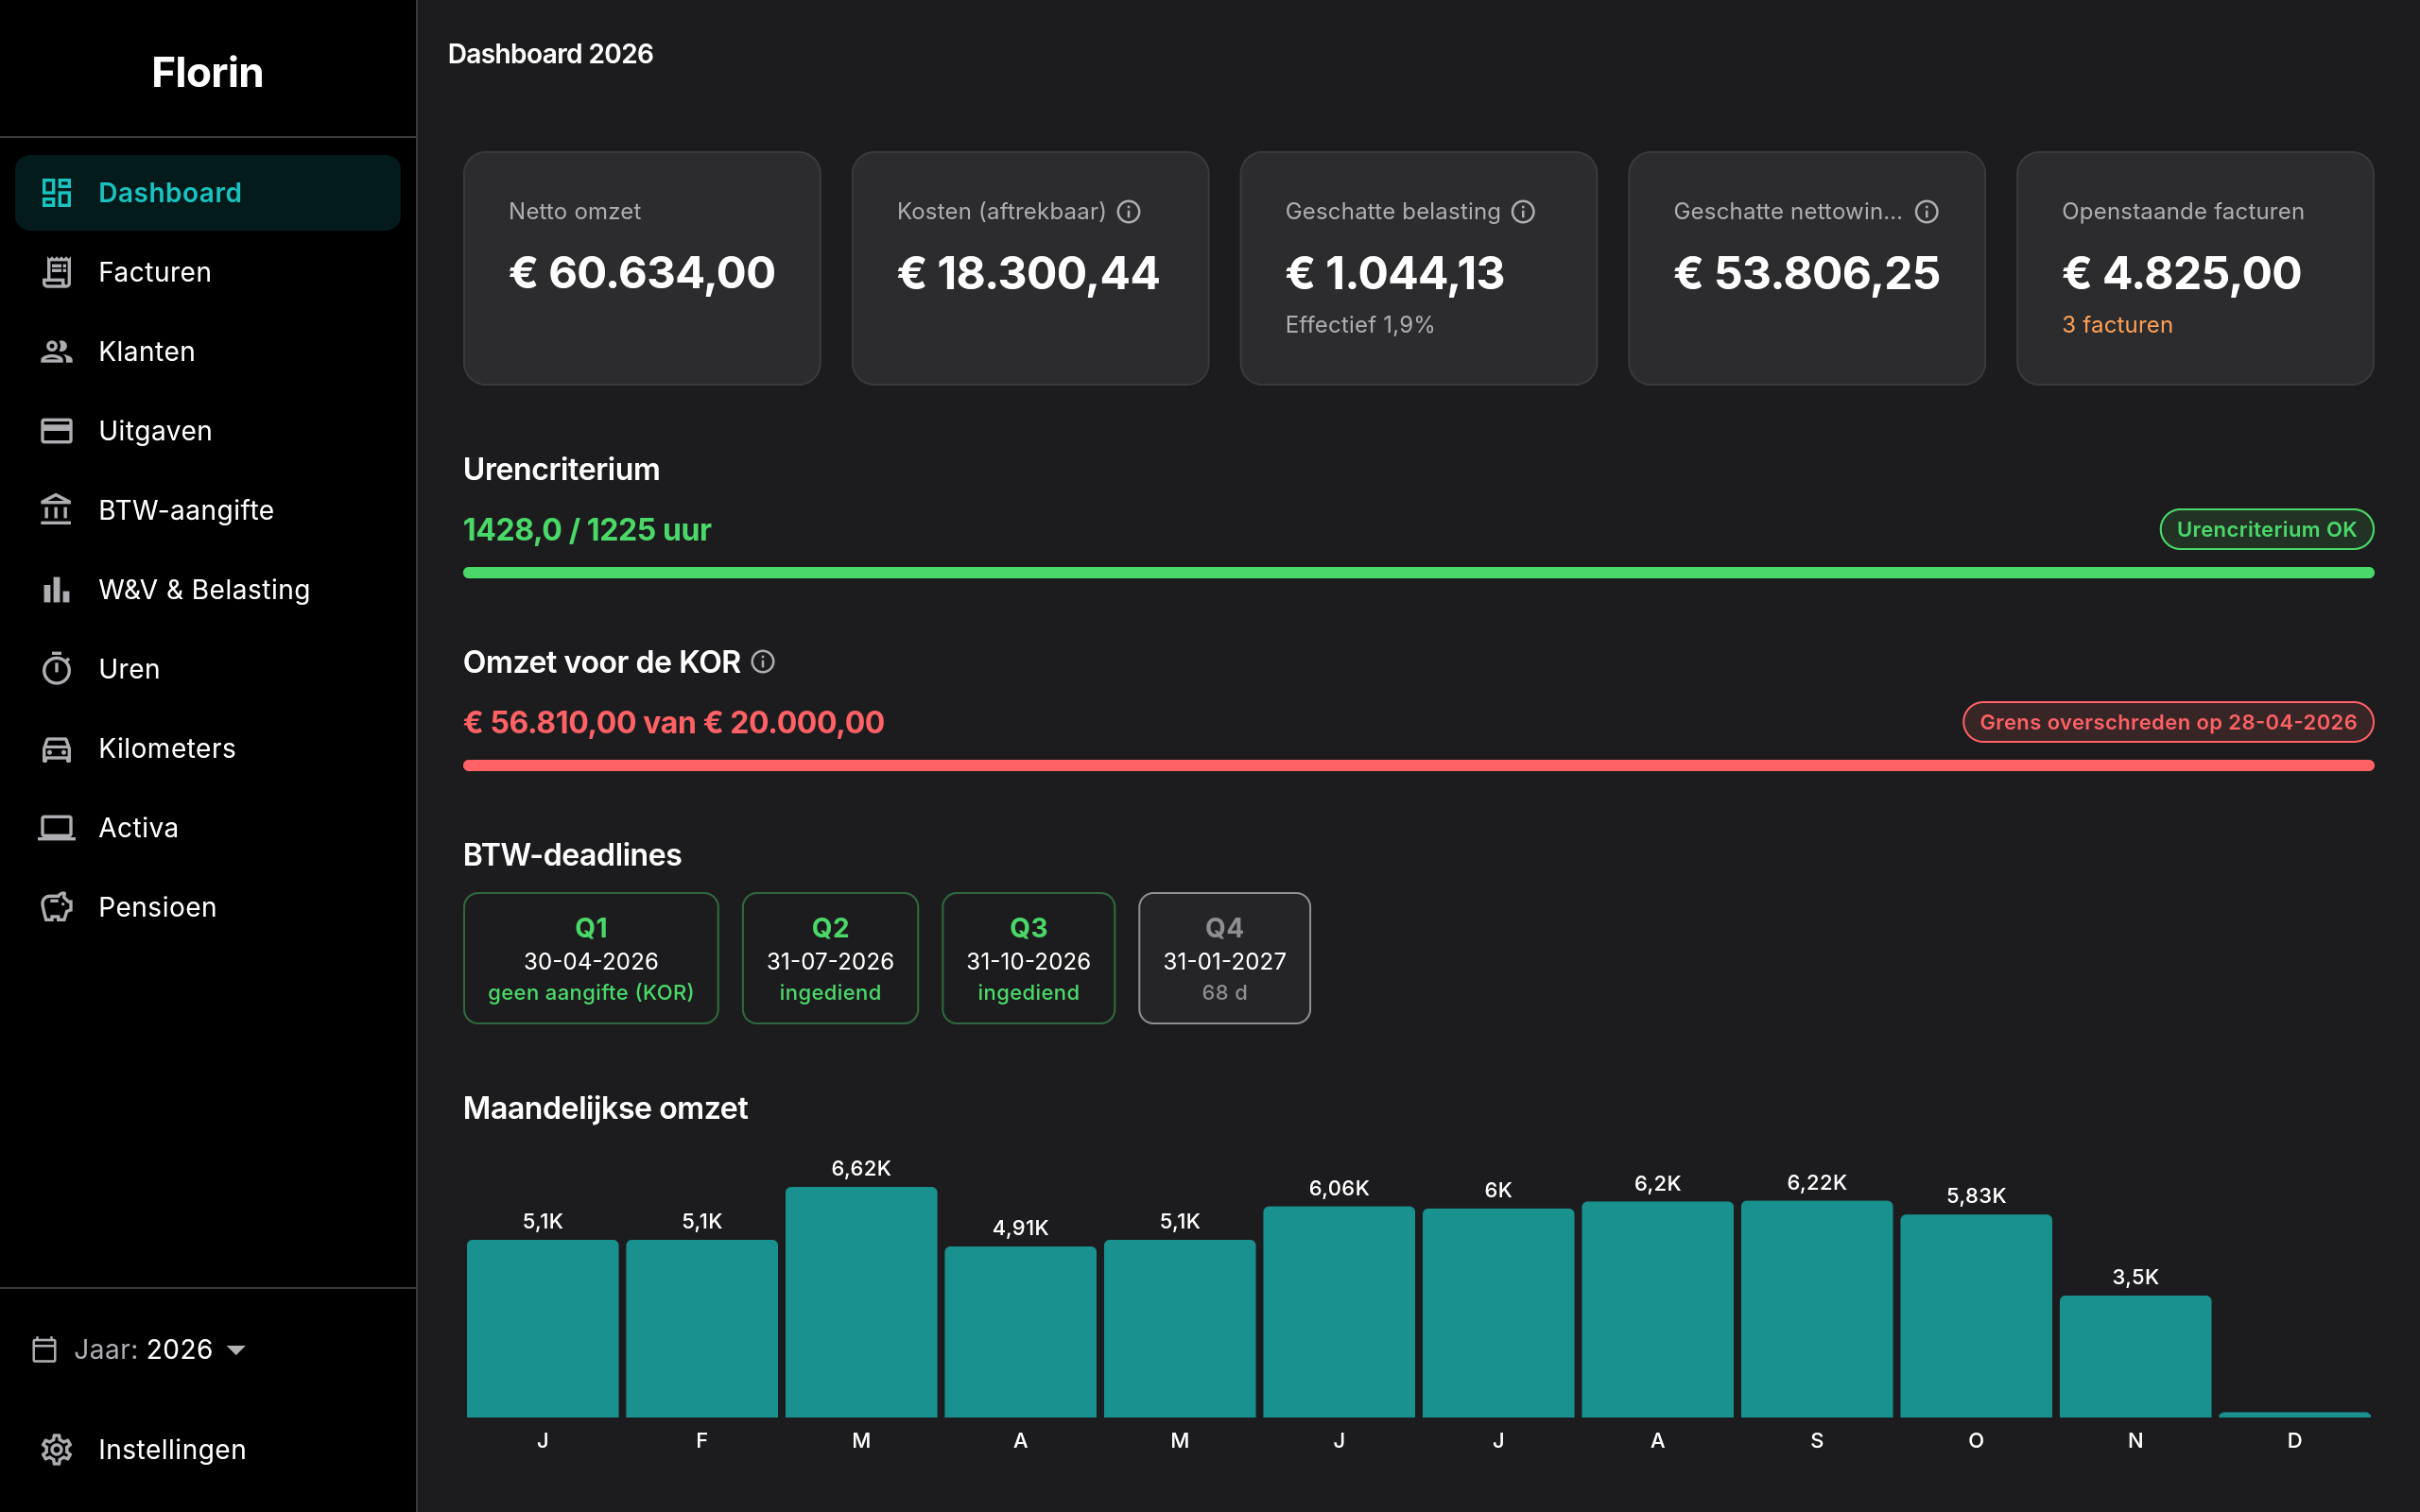 Florin
Dashboard
Facturen
Klanten
Uitgaven
BTW-aangifte
W&V & Belasting
Uren
Kilometers
Activa
Pensioen
Jaar: 2026
Instellingen
Dashboard 2026
Netto omzet
€ 60.634,00
Kosten (aftrekbaar)
€ 18.300,44
Geschatte belasting
€ 1.044,13
Effectief 1,9%
Geschatte nettowin...
€ 53.806,25
Openstaande facturen
€ 4.825,00
3 facturen
Urencriterium
1428,0 / 1225 uur
Urencriterium OK
Omzet voor de KOR
€ 56.810,00 van € 20.000,00
Grens overschreden op 28-04-2026
BTW-deadlines
Q1
30-04-2026
geen aangifte (KOR)
Q2
31-07-2026
ingediend
Q3
31-10-2026
ingediend
Q4
31-01-2027
68 d
Maandelijkse omzet
5,1K 5,1K 6,62K 4,91K 5,1K 6,06K 6K 6,2K 6,22K 5,83K 3,5K
J F M A M J J A S O N D